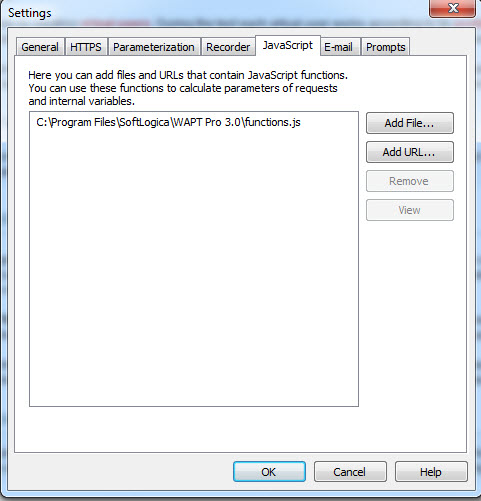 Settings
General HTTPS Parameterization Recorder JavaScript E-mail Prompts
Here you can add files and URLs that contain JavaScript functions.
You can use these functions to calculate parameters of requests
and internal variables.
C:\Program Files\SoftLogica\WAPT Pro 3.0\functions.js
Add File...
Add URL...
Remove
View
OK Cancel Help